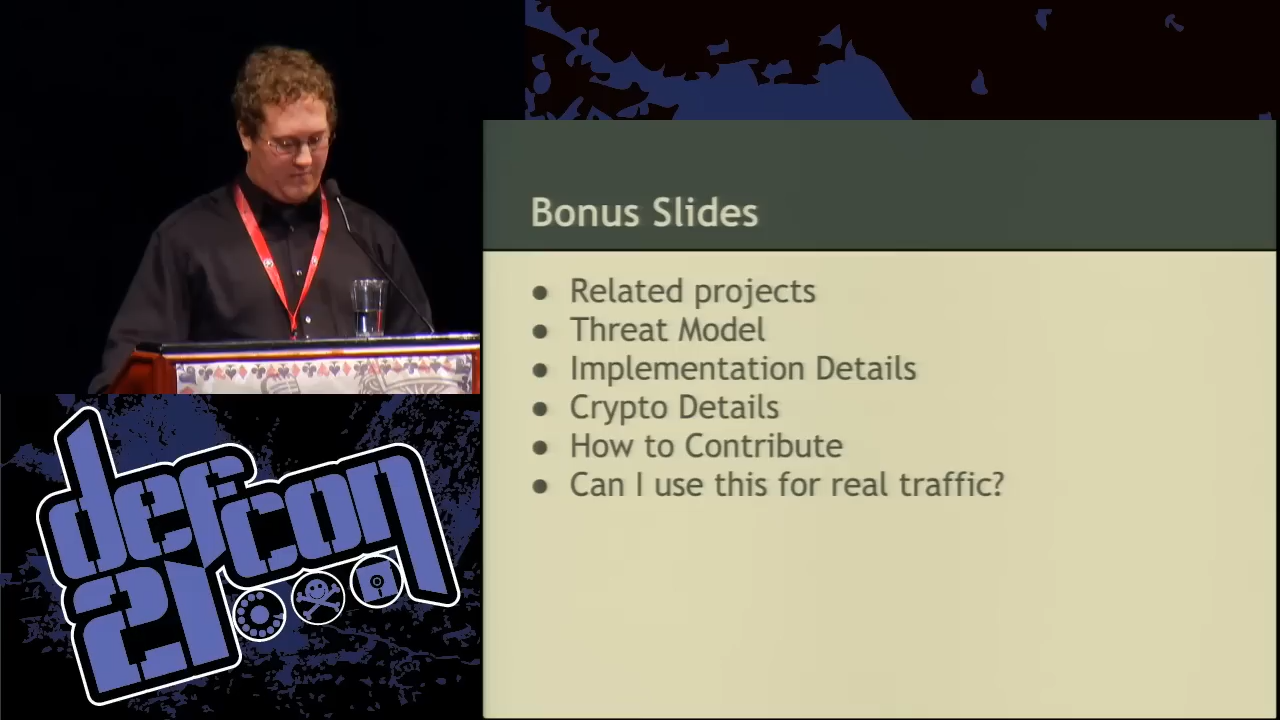 Bonus Slides
● Related projects
● Threat Model
● Implementation Details
● Crypto Details
● How to Contribute
● Can I use this for real traffic?
defcon
21